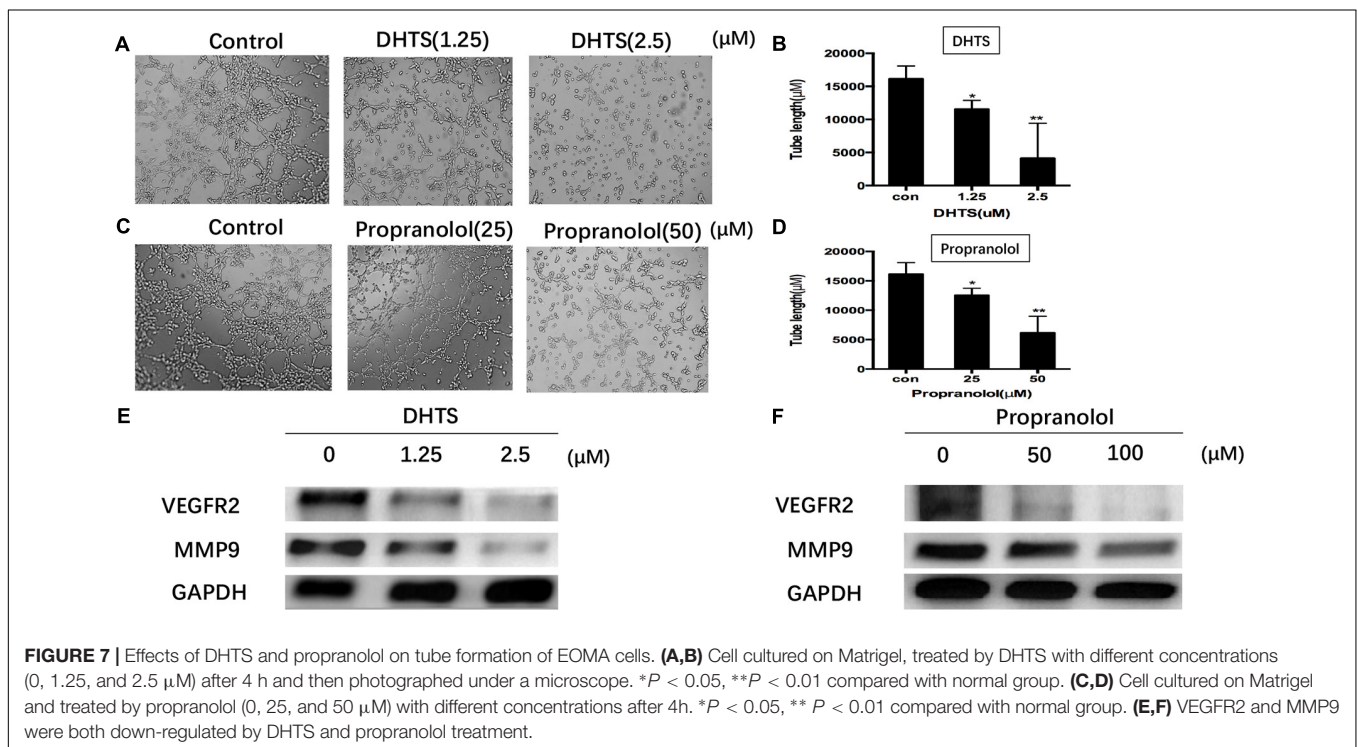 A
Control
DHTS(1.25)
DHTS(2.5)
(μM)
B
DHTS
20000
15000
10000
5000
0
Tube length(μM)
*
**
con
1.25
2.5
DHTS(uM)
C
Control
Propranolol(25)
Propranolol(50)
(μM)
D
Propranolol
20000
15000
10000
5000
0
Tube length(μM)
*
**
con
25
50
Propranolol(μM)
E
DHTS
0 1.25 2.5 (μM)
VEGFR2
MMP9
GAPDH
F
Propranolol
0 50 100 (μM)
VEGFR2
MMP9
GAPDH
FIGURE 7 | Effects of DHTS and propranolol on tube formation of EOMA cells. (A,B) Cell cultured on Matrigel, treated by DHTS with different concentrations
(0, 1.25, and 2.5 μM) after 4 h and then photographed under a microscope. *P < 0.05, **P < 0.01 compared with normal group. (C,D) Cell cultured on Matrigel
and treated by propranolol (0, 25, and 50 μM) with different concentrations after 4h. *P < 0.05, ** P < 0.01 compared with normal group. (E,F) VEGFR2 and MMP9
were both down-regulated by DHTS and propranolol treatment.